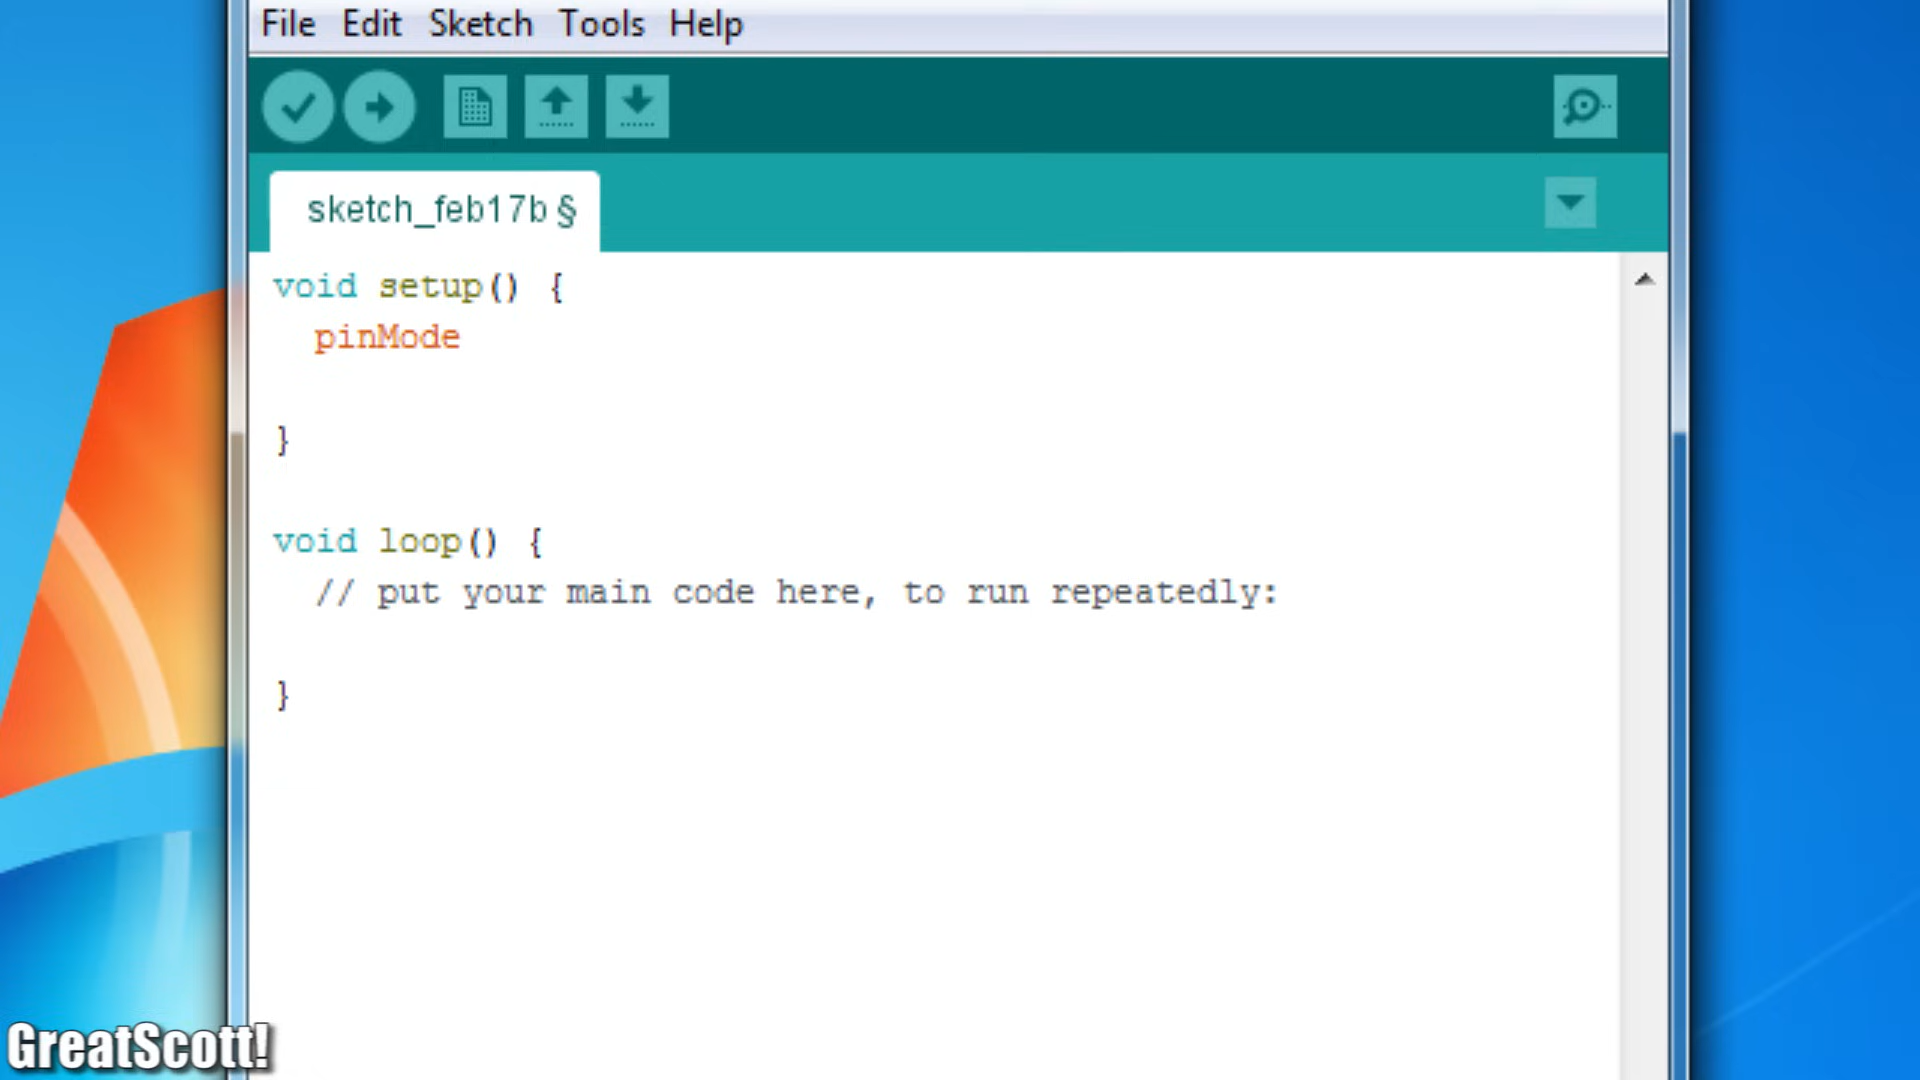 File Edit Sketch Tools Help
sketch_feb17b §
void setup() {
pinMode
}
void loop() {
// put your main code here, to run repeatedly:
}
GreatScott!